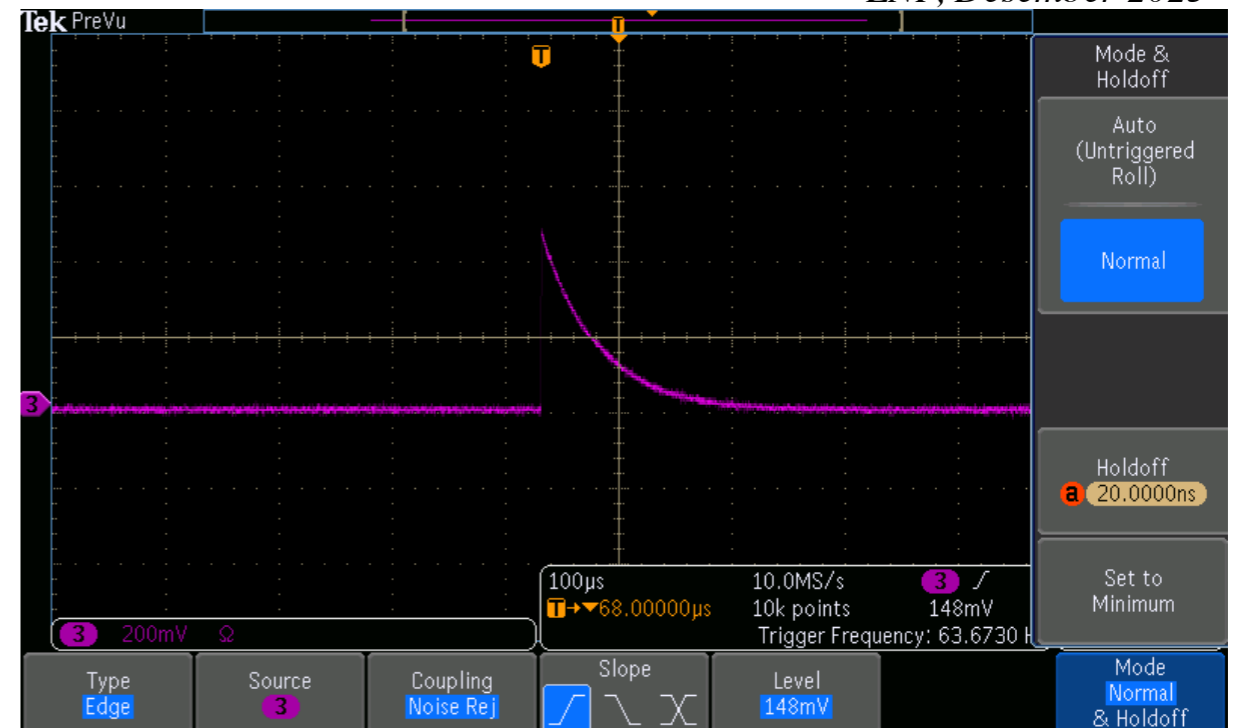 Tek PreVu
T
T
Mode &
Holdoff
Auto
(Untriggered
Roll)
Normal
3
Holdoff
a 20.0000ns
Set to
Minimum
100µs 10.0MS/s 3
T→▼68.00000µs 10k points 148mV
Trigger Frequency: 63.6730 H
3 200mV Ω
Type
Edge
Source
3
Coupling
Noise Rej
Slope
Level
148mV
Mode
Normal
& Holdoff